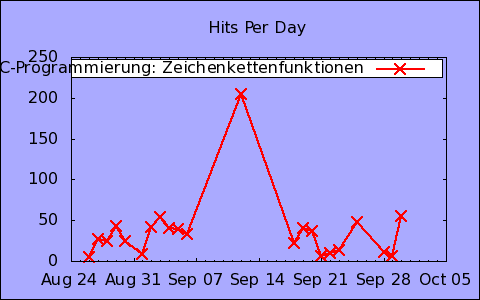 Hits Per Day
250
C-Programmierung: Zeichenkettenfunktionen
200
150
100
50
0
Aug 24 Aug 31 Sep 07 Sep 14 Sep 21 Sep 28 Oct 05